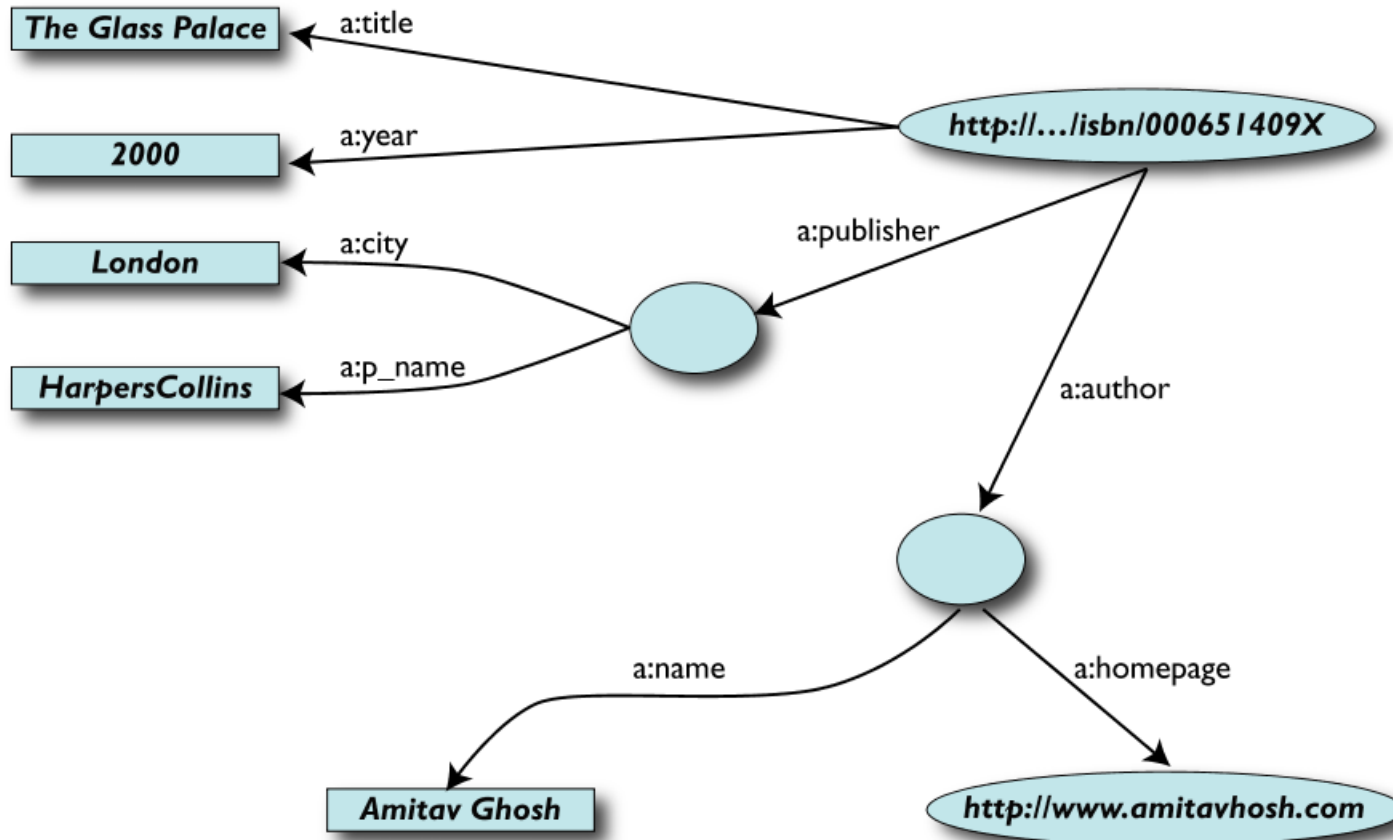 The Glass Palace
a:title
http://…/isbn/000651409X
2000
a:year
London
a:city
a:publisher
HarpersCollins
a:p_name
a:author
a:name
a:homepage
Amitav Ghosh
http://www.amitavhosh.com